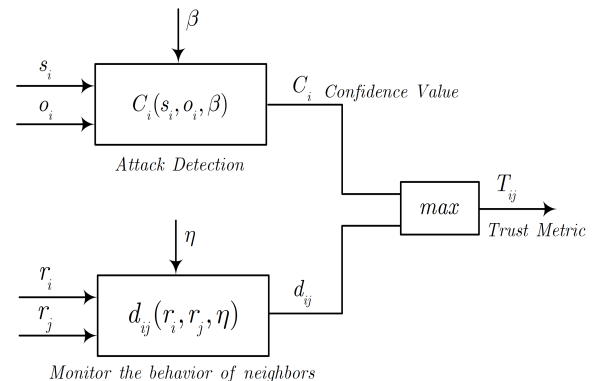 β
s_i
o_i
C_i(s_i, o_i, β)
C_i Confidence Value
Attack Detection
max
T_ij
Trust Metric
η
r_i
r_j
d_ij(r_i, r_j, η)
d_ij
Monitor the behavior of neighbors